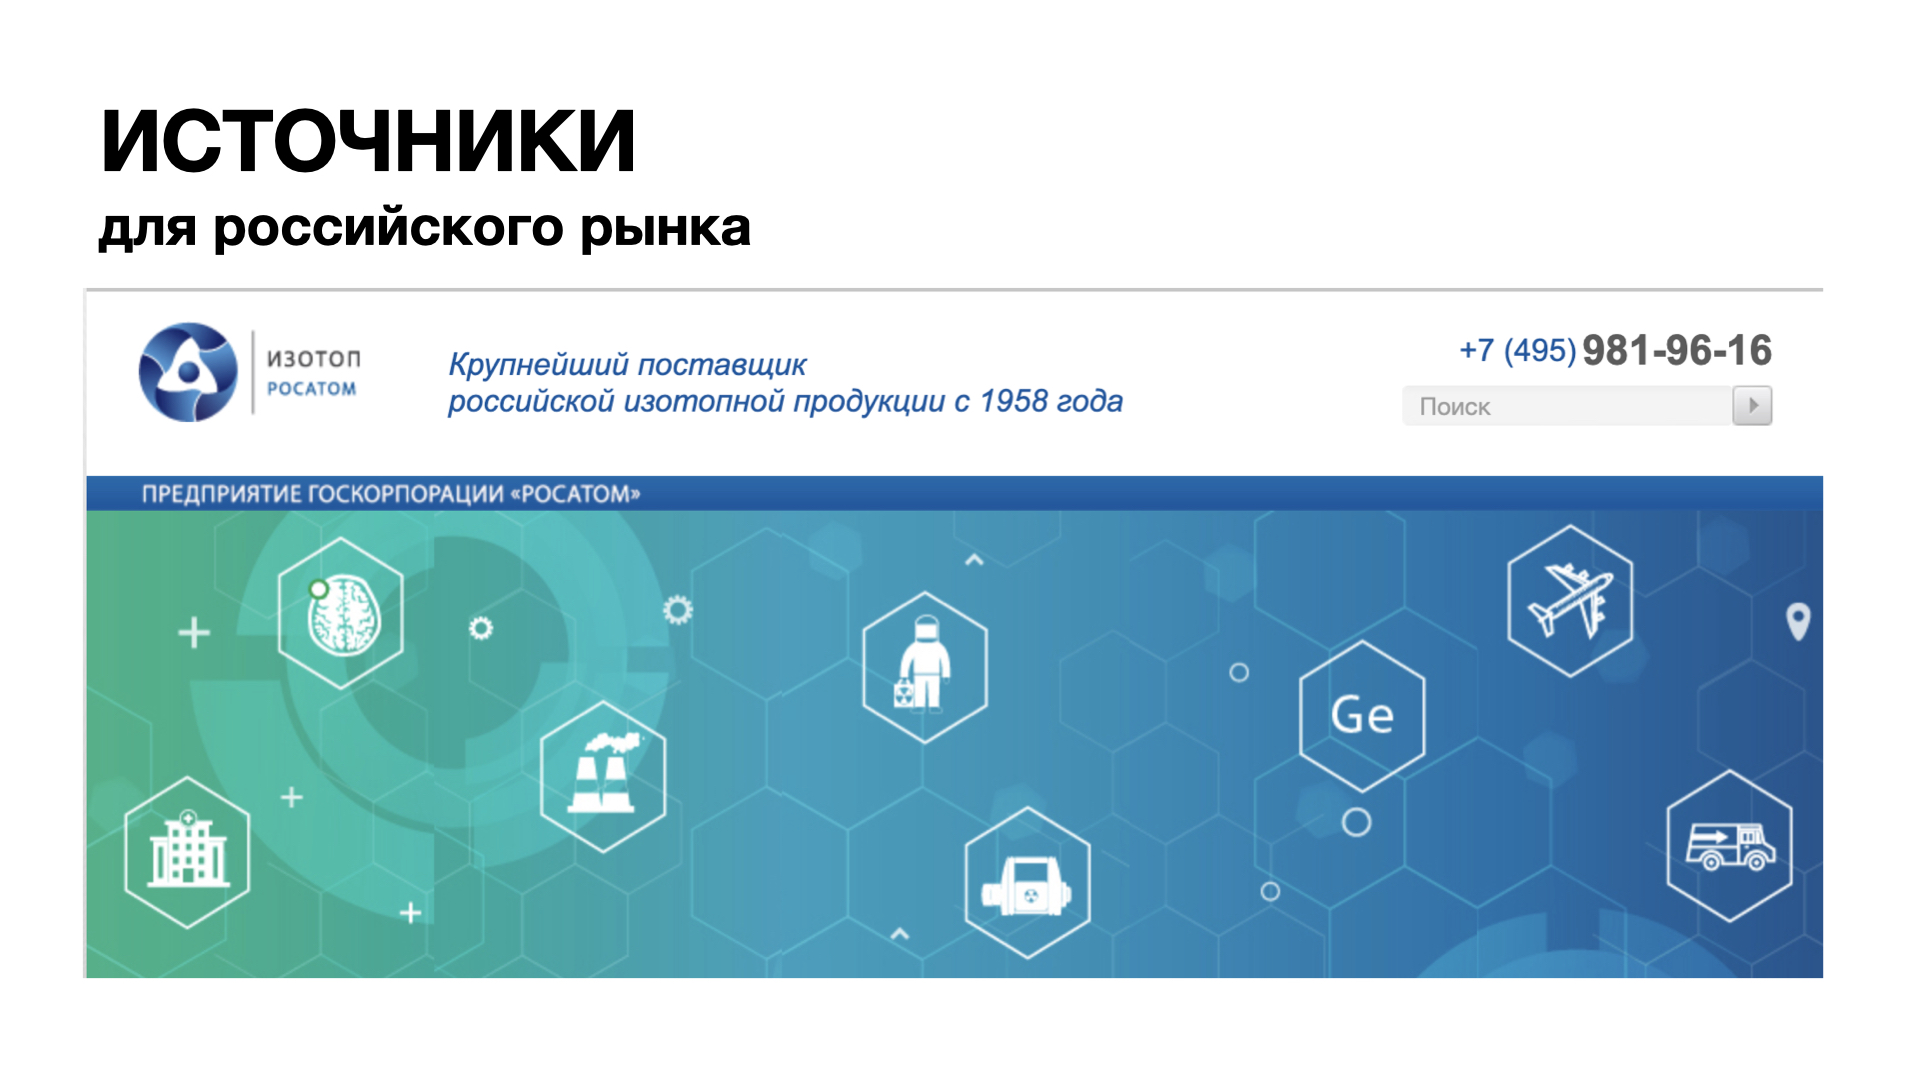 ИСТОЧНИКИ
для российского рынка
ИЗОТОП
РОСАТОМ
Крупнейший поставщик
российской изотопной продукции с 1958 года
+7 (495) 981-96-16
Поиск
ПРЕДПРИЯТИЕ ГОСКОРПОРАЦИИ «РОСАТОМ»
Ge